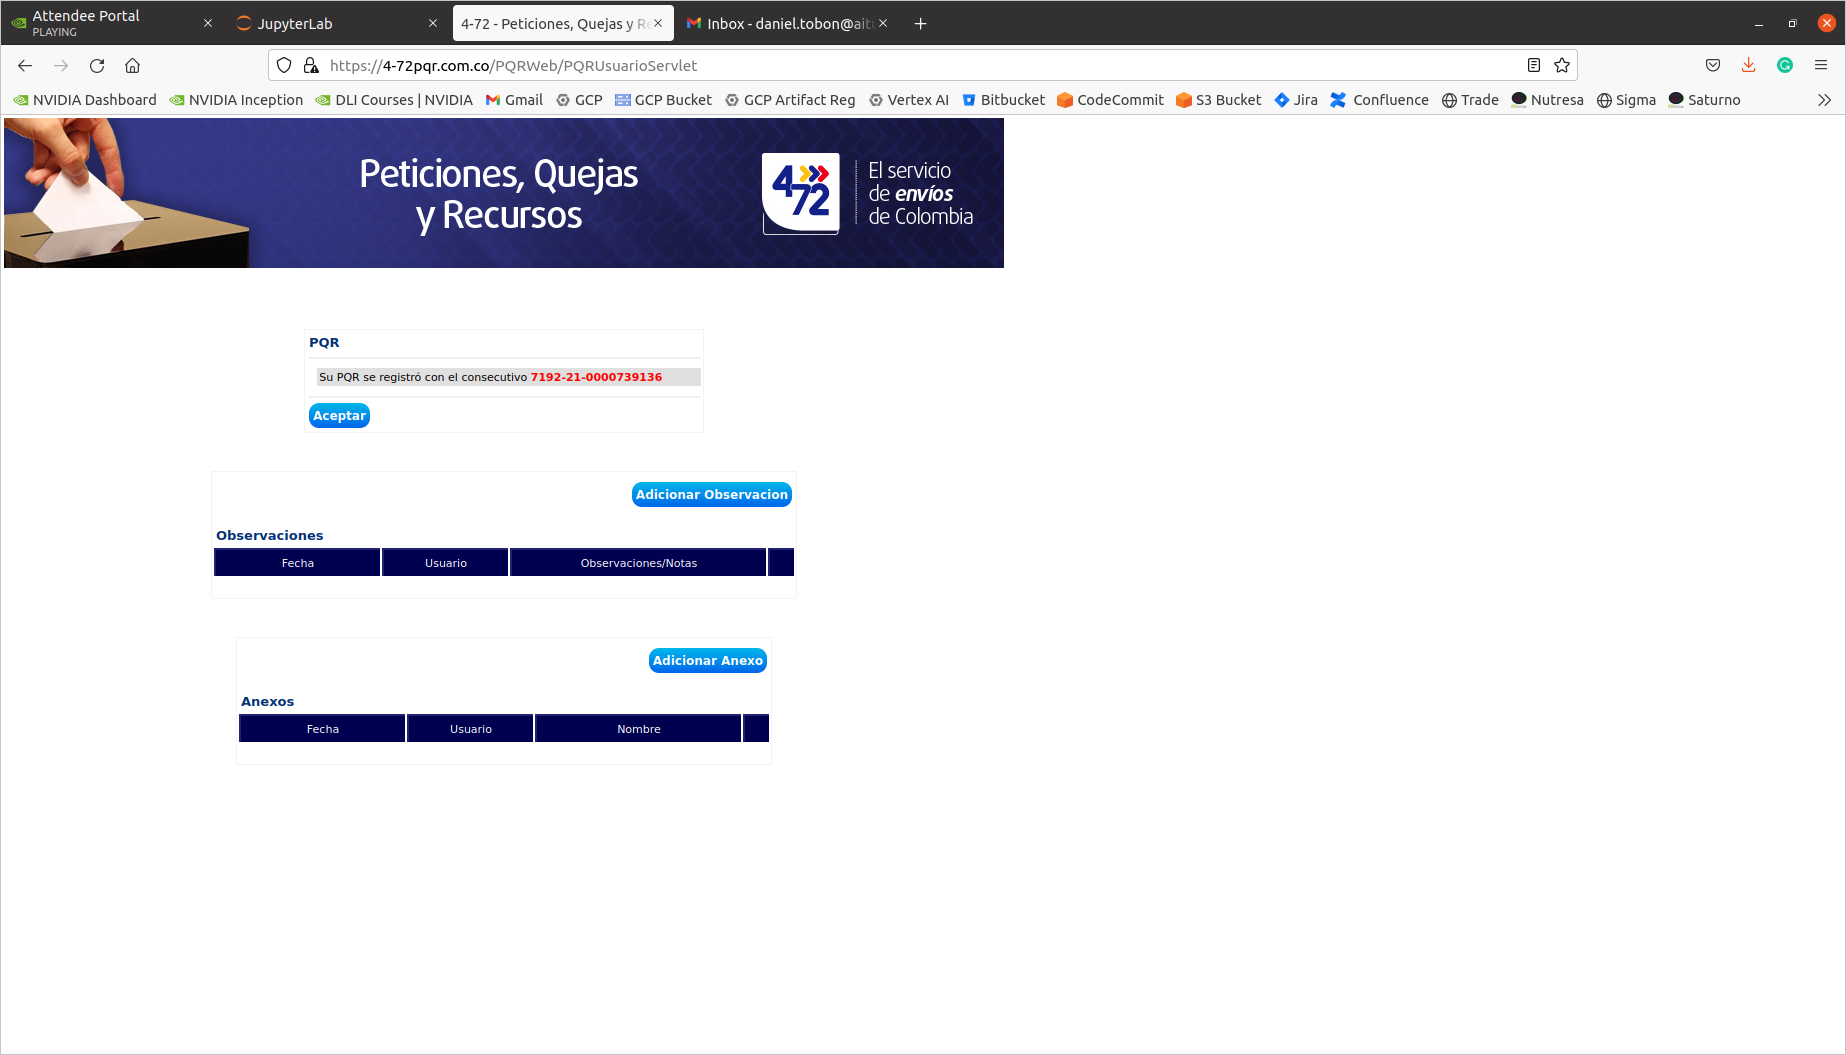 Attendee Portal
PLAYING
JupyterLab
4-72 - Peticiones, Quejas y R
Inbox - daniel.tobon@ait
https://4-72pqr.com.co/PQRWeb/PQRUsuarioServlet
NVIDIA Dashboard NVIDIA Inception DLI Courses | NVIDIA Gmail GCP GCP Bucket GCP Artifact Reg Vertex AI Bitbucket CodeCommit S3 Bucket Jira Confluence Trade Nutresa Sigma Saturno
Peticiones, Quejas
y Recursos
4-72
El servicio
de envíos
de Colombia
PQR
Su PQR se registró con el consecutivo 7192-21-0000739136
Aceptar
Adicionar Observacion
Observaciones
Fecha Usuario Observaciones/Notas
Adicionar Anexo
Anexos
Fecha Usuario Nombre